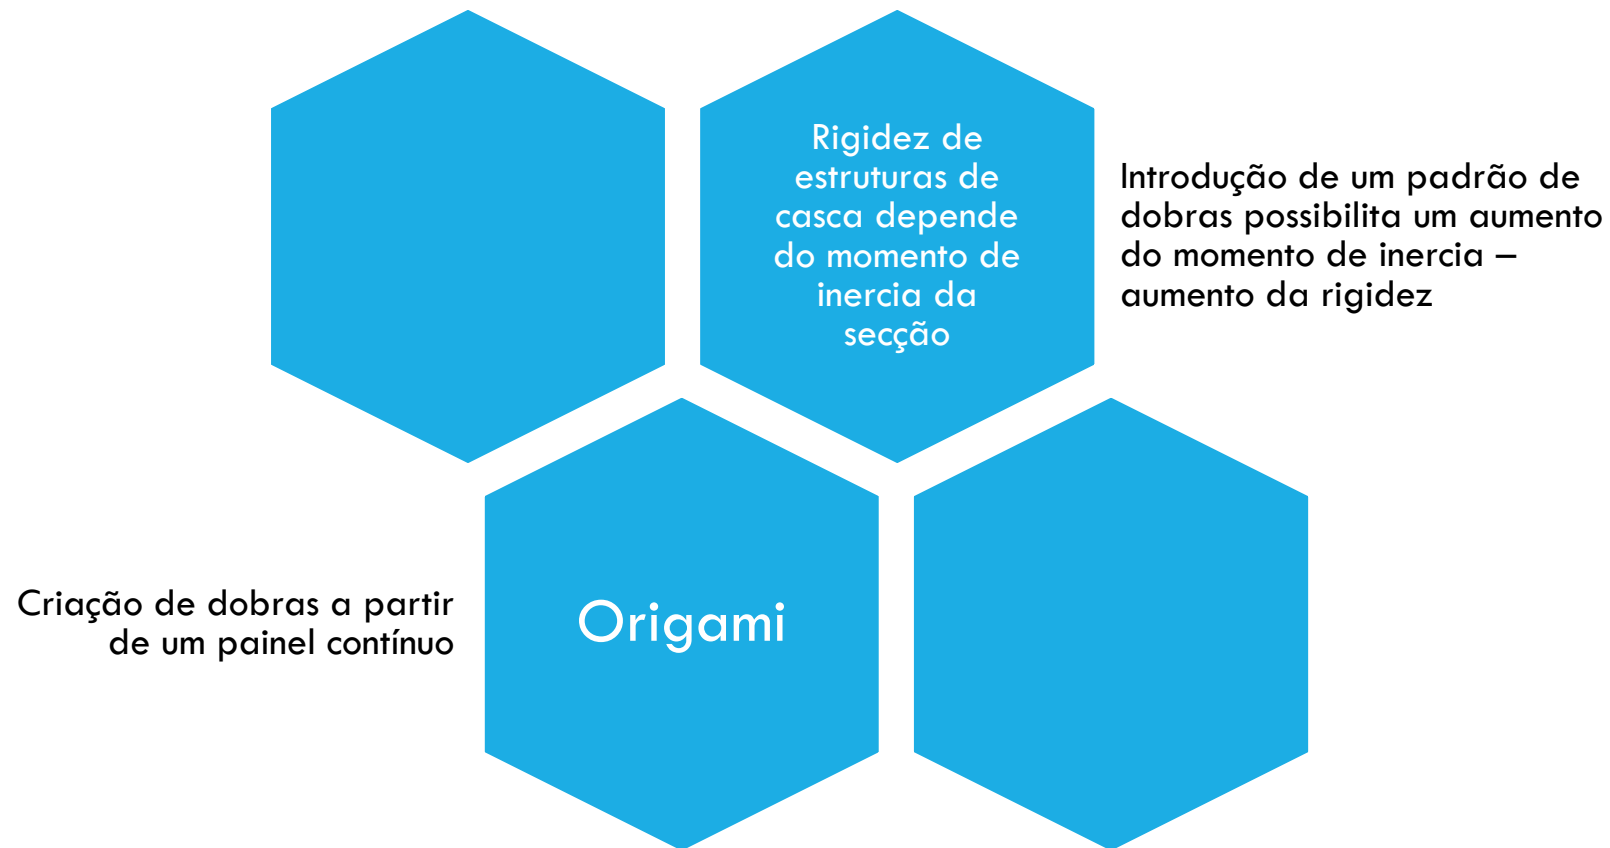 Rigidez de
estruturas de
casca depende
do momento de
inercia da
secção
Introdução de um padrão de
dobras possibilita um aumento
do momento de inercia –
aumento da rigidez
Criação de dobras a partir
de um painel contínuo
Origami